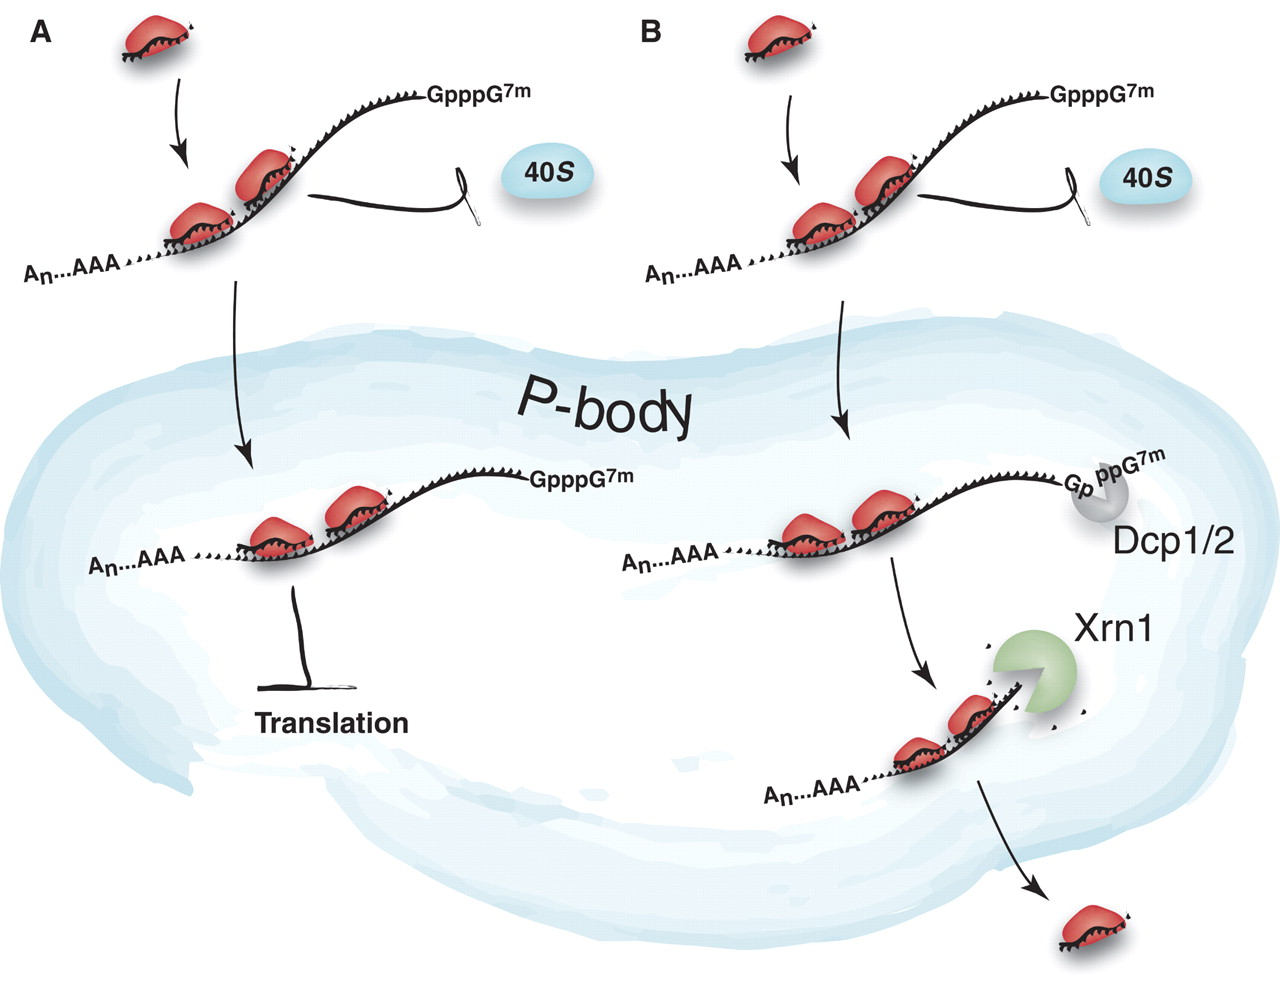 A
B
GpppG7m
GpppG7m
40S
40S
An...AAA
An...AAA
P-body
GpppG7m
Gp ppG7m
Dcp1/2
An...AAA
An...AAA
Xrn1
Translation
An...AAA